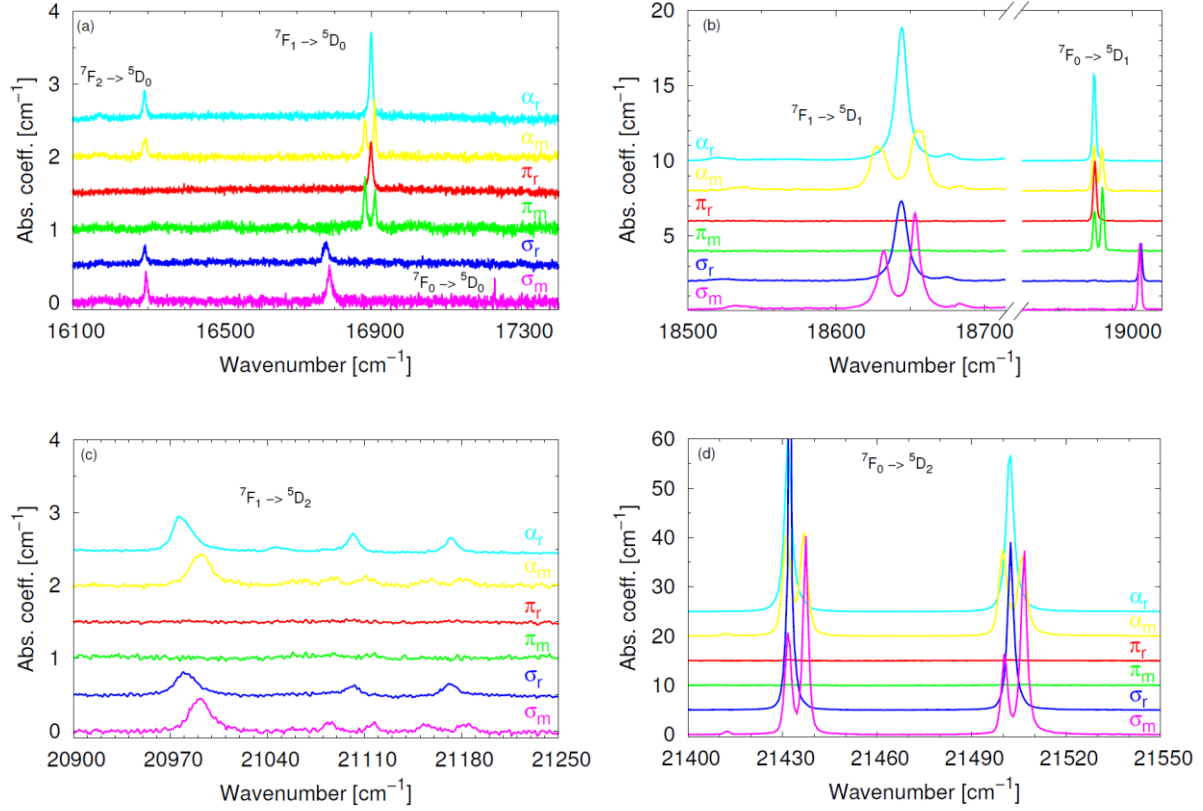 (a)
Abs. coeff. [cm⁻¹]
4
3
2
1
0
⁷F₂ –> ⁵D₀
⁷F₁ –> ⁵D₀
⁷F₀ –> ⁵D₀
αᵣ
αₘ
πᵣ
πₘ
σᵣ
σₘ
16100 16500 16900 17300
Wavenumber [cm⁻¹]
(b)
Abs. coeff. [cm⁻¹]
20
15
10
5
⁷F₁ –> ⁵D₁
⁷F₀ –> ⁵D₁
αᵣ
αₘ
πᵣ
πₘ
σᵣ
σₘ
18500 18600 18700 19000
Wavenumber [cm⁻¹]
(c)
Abs. coeff. [cm⁻¹]
4
3
2
1
0
⁷F₁ –> ⁵D₂
αᵣ
αₘ
πᵣ
πₘ
σᵣ
σₘ
20900 20970 21040 21110 21180 21250
Wavenumber [cm⁻¹]
(d)
Abs. coeff. [cm⁻¹]
60
50
40
30
20
10
0
⁷F₀ –> ⁵D₂
αᵣ
αₘ
πᵣ
πₘ
σᵣ
σₘ
21400 21430 21460 21490 21520 21550
Wavenumber [cm⁻¹]